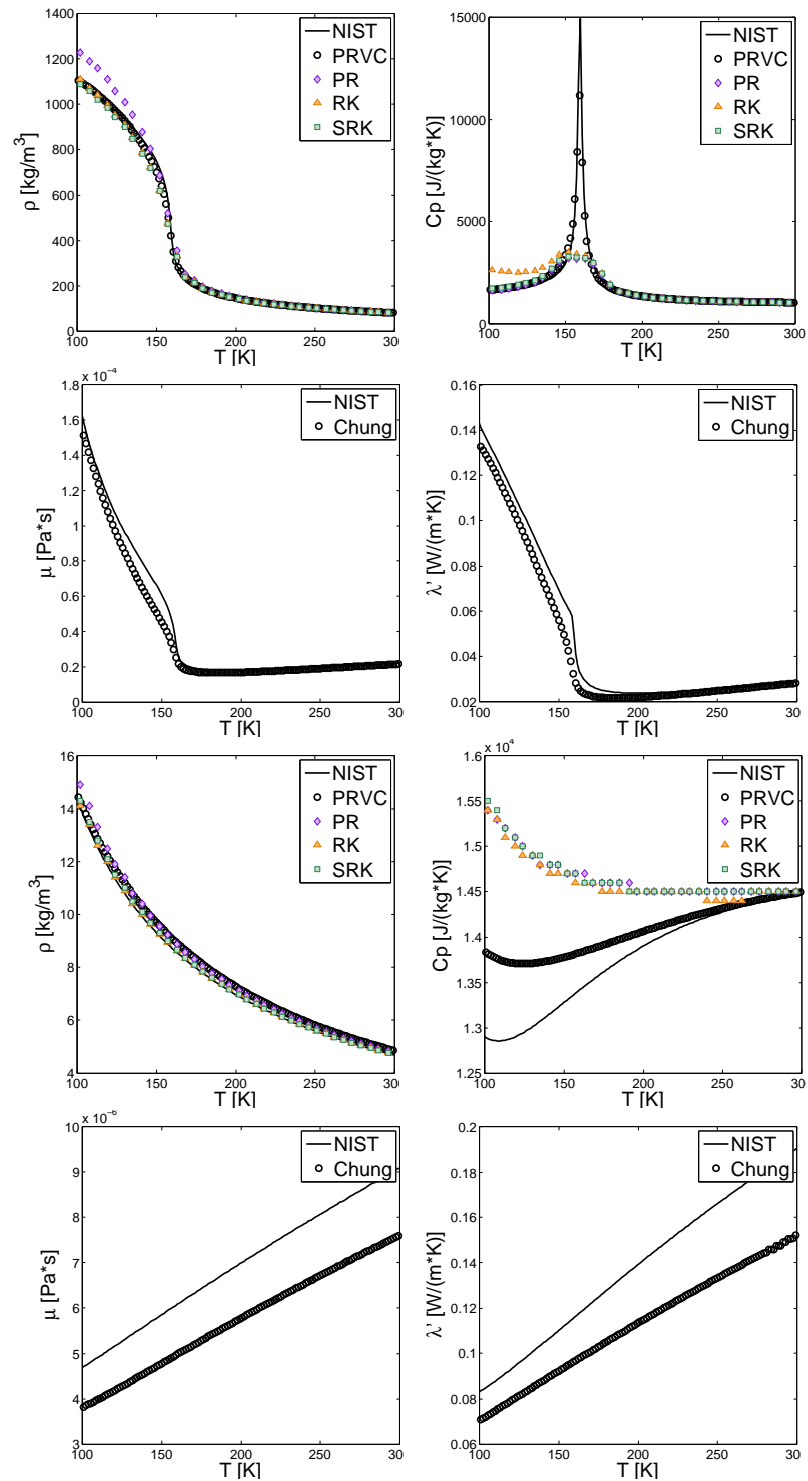 NIST
PRVC
PR
RK
SRK
1400
1200
1000
800
600
400
200
0
ρ [kg/m³]
100
150
200
250
300
T [K]
NIST
PRVC
PR
RK
SRK
15000
10000
5000
0
Cp [J/(kg*K)]
100
150
200
250
300
T [K]
x 10⁻⁴
NIST
Chung
1.8
1.6
1.4
1.2
1
0.8
0.6
0.4
0.2
0
μ [Pa*s]
100
150
200
250
300
T [K]
NIST
Chung
0.16
0.14
0.12
0.1
0.08
0.06
0.04
0.02
λ' [W/(m*K)]
100
150
200
250
300
T [K]
NIST
PRVC
PR
RK
SRK
16
14
12
10
8
6
4
ρ [kg/m³]
100
150
200
250
300
T [K]
x 10⁴
NIST
PRVC
PR
RK
SRK
1.6
1.55
1.5
1.45
1.4
1.35
1.3
1.25
Cp [J/(kg*K)]
100
150
200
250
300
T [K]
x 10⁻⁶
NIST
Chung
10
9
8
7
6
5
4
3
μ [Pa*s]
100
150
200
250
300
T [K]
NIST
Chung
0.2
0.18
0.16
0.14
0.12
0.1
0.08
0.06
λ' [W/(m*K)]
100
150
200
250
300
T [K]